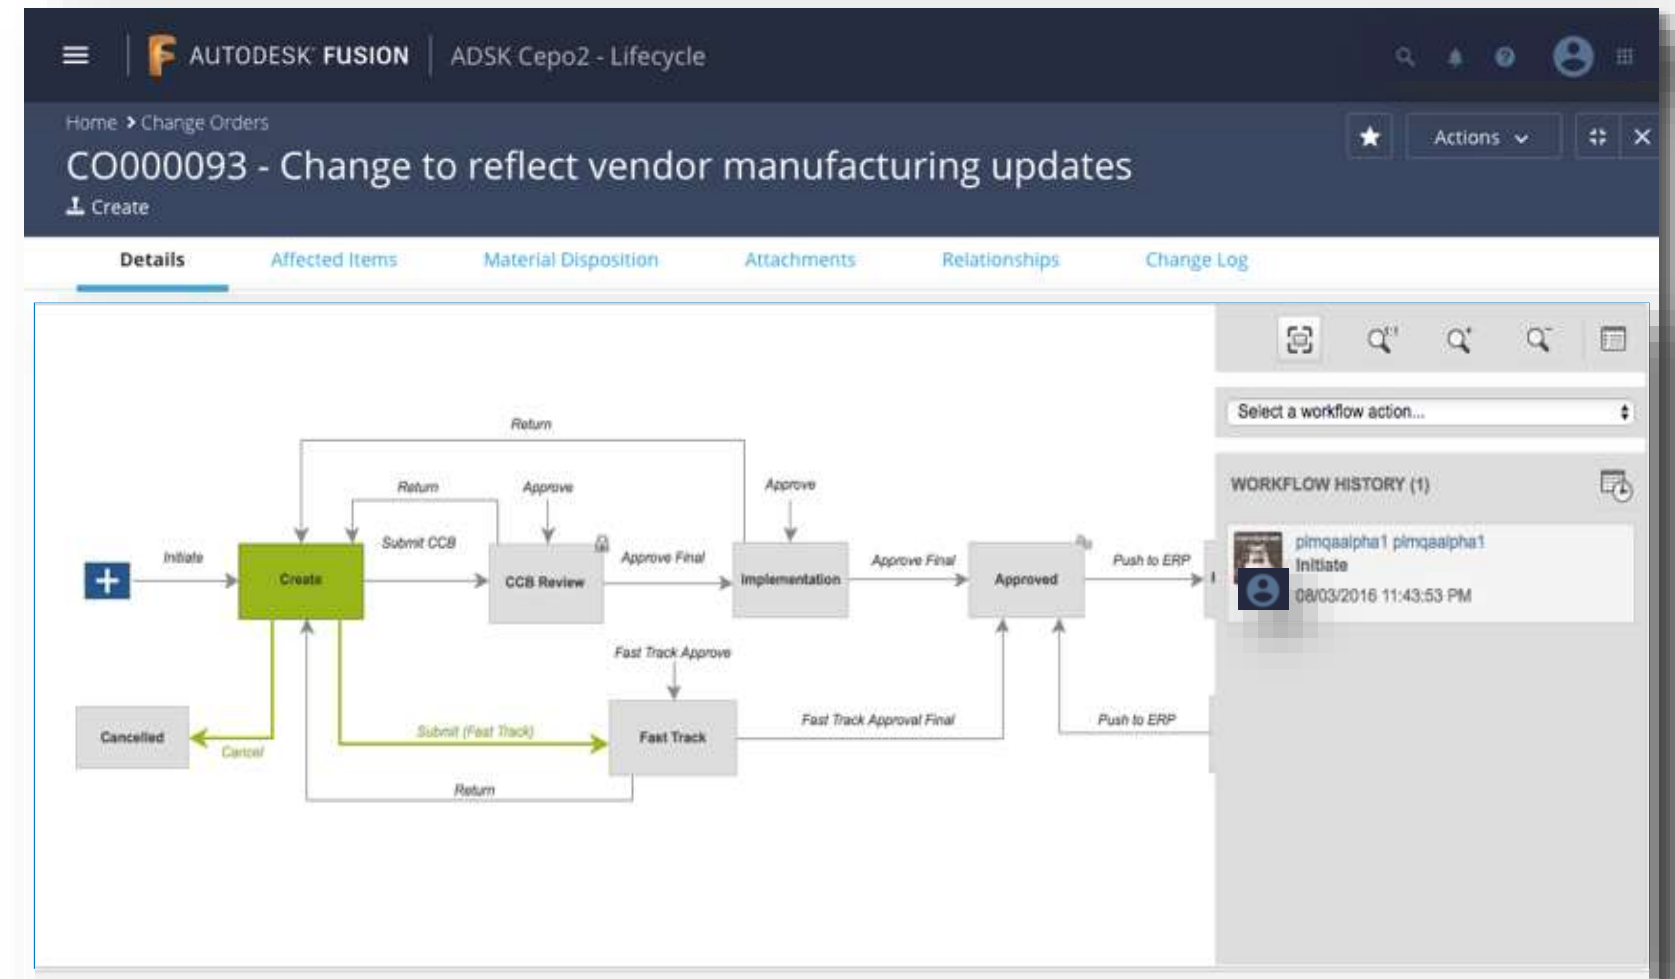 AUTODESK FUSION
ADSK Cepo2 - Lifecycle
Home > Change Orders
CO000093 - Change to reflect vendor manufacturing updates
Create
Actions
Details
Affected Items
Material Disposition
Attachments
Relationships
Change Log
Select a workflow action...
WORKFLOW HISTORY (1)
plmqaalpha1 plmqaalpha1
Initiate
08/03/2016 11:43:53 PM
Return
Return
Approve
Approve
Initiate
Create
Submit CCB
CCB Review
Approve Final
Implementation
Approve Final
Approved
Push to ERP
Fast Track Approve
Cancelled
Cancel
Submit (Fast Track)
Fast Track
Fast Track Approval Final
Push to ERP
Return